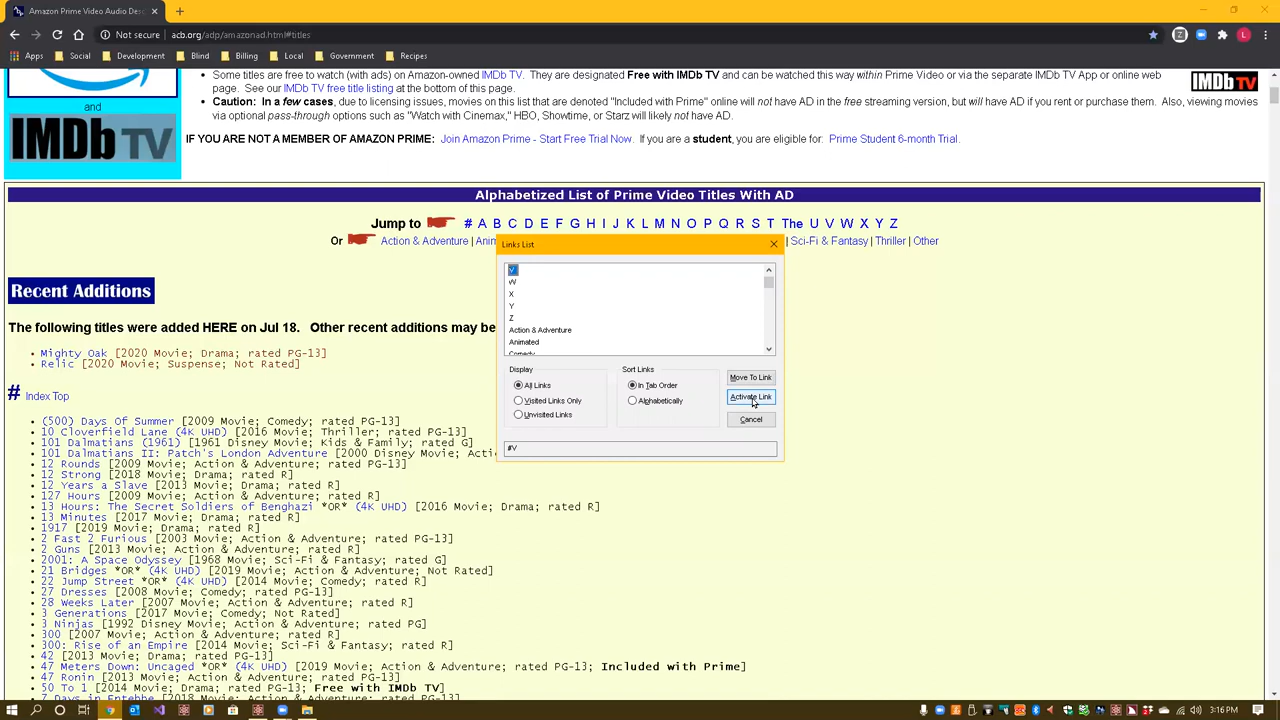 Amazon Prime Video Audio Des
Not secure | acb.org/adp/amazonad.html#titles
Apps Social Development Blind Billing Local Government Recipes
Some titles are free to watch (with ads) on Amazon-owned IMDb TV. They are designated Free with IMDb TV and can be watched this way within Prime Video or via the separate IMDb TV App or online web
page. See our IMDb TV free title listing at the bottom of this page.
Caution: In a few cases, due to licensing issues, movies on this list that are denoted "Included with Prime" online will not have AD in the free streaming version, but will have AD if you rent or purchase them. Also, viewing movies
via optional pass-through options such as "Watch with Cinemax," HBO, Showtime, or Starz will likely not have AD.
IMDb TV
and
IMDb TV
IF YOU ARE NOT A MEMBER OF AMAZON PRIME: Join Amazon Prime - Start Free Trial Now. If you are a student, you are eligible for: Prime Student 6-month Trial.
Alphabetized List of Prime Video Titles With AD
Jump to # A B C D E F G H I J K L M N O P Q R S T The U V W X Y Z
Or Action & Adventure | Ani | Sci-Fi & Fantasy | Thriller | Other
Recent Additions
The following titles were added HERE on Jul 18. Other recent additions may be
Mighty Oak [2020 Movie; Drama; rated PG-13]
Relic [2020 Movie; Suspense; Not Rated]
# Index Top
(500) Days Of Summer [2009 Movie; Comedy; rated PG-13]
10 Cloverfield Lane (4K UHD) [2016 Movie; Thriller; rated PG-13]
101 Dalmatians (1961) [1961 Disney Movie; Kids & Family; rated G]
101 Dalmatians II: Patch's London Adventure [2000 Disney Movie; Actio
12 Rounds [2009 Movie; Action & Adventure; rated PG-13]
12 Strong [2018 Movie; Drama; rated R]
12 Years a Slave [2013 Movie; Drama; rated R]
127 Hours [2009 Movie; Action & Adventure; rated R]
13 Hours: The Secret Soldiers of Benghazi *OR* (4K UHD) [2016 Movie; Drama; rated R]
13 Minutes [2017 Movie; Drama; rated R]
1917 [2019 Movie; Drama; rated R]
2 Fast 2 Furious [2003 Movie; Action & Adventure; rated PG-13]
2 Guns [2013 Movie; Action & Adventure; rated R]
2001: A Space Odyssey [1968 Movie; Sci-Fi & Fantasy; rated G]
21 Bridges *OR* (4K UHD) [2019 Movie; Action & Adventure; Not Rated]
22 Jump Street *OR* (4K UHD) [2014 Movie; Comedy; rated R]
27 Dresses [2008 Movie; Comedy; rated PG-13]
28 Weeks Later [2007 Movie; Action & Adventure; rated R]
3 Generations [2017 Movie; Comedy; Not Rated]
3 Ninjas [1992 Disney Movie; Action & Adventure; rated PG]
300 [2007 Movie; Action & Adventure; rated R]
300: Rise of an Empire [2014 Movie; Sci-Fi & Fantasy; rated R]
42 [2013 Movie; Drama; rated PG-13]
47 Meters Down: Uncaged *OR* (4K UHD) [2019 Movie; Action & Adventure; rated PG-13; Included with Prime]
47 Ronin [2013 Movie; Action & Adventure; rated PG-13]
50 To 1 [2014 Movie; Drama; rated PG-13; Free with IMDb TV]
7 Days in Entebbe [2018 Movie; Action & Adventure; rated PG-13]
Links List
V
W
X
Y
Z
Action & Adventure
Animated
Comedy
Display
All Links
Visited Links Only
Unvisited Links
Sort Links
In Tab Order
Alphabetically
Move To Link
Activate Link
Cancel
#V
3:16 PM